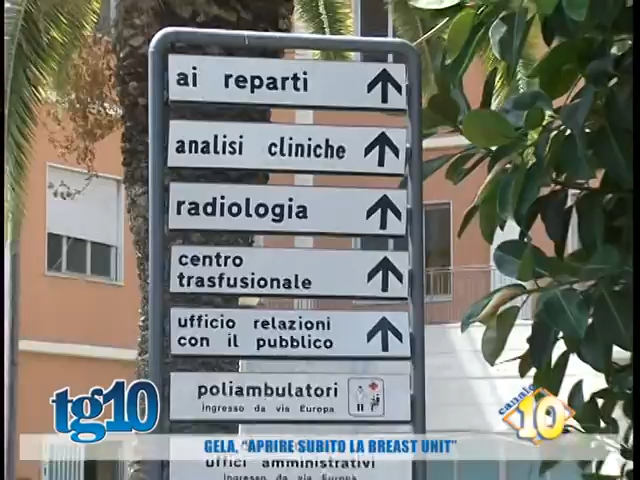 ai reparti
analisi cliniche
radiologia
centro
trasfusionale
ufficio relazioni
con il pubblico
poliambulatori
ingresso da via Europa
tg10
canale
10
GELA, "APRIRE SUBITO LA BREAST UNIT"
uffici amministrativi
ingresso da via Europa